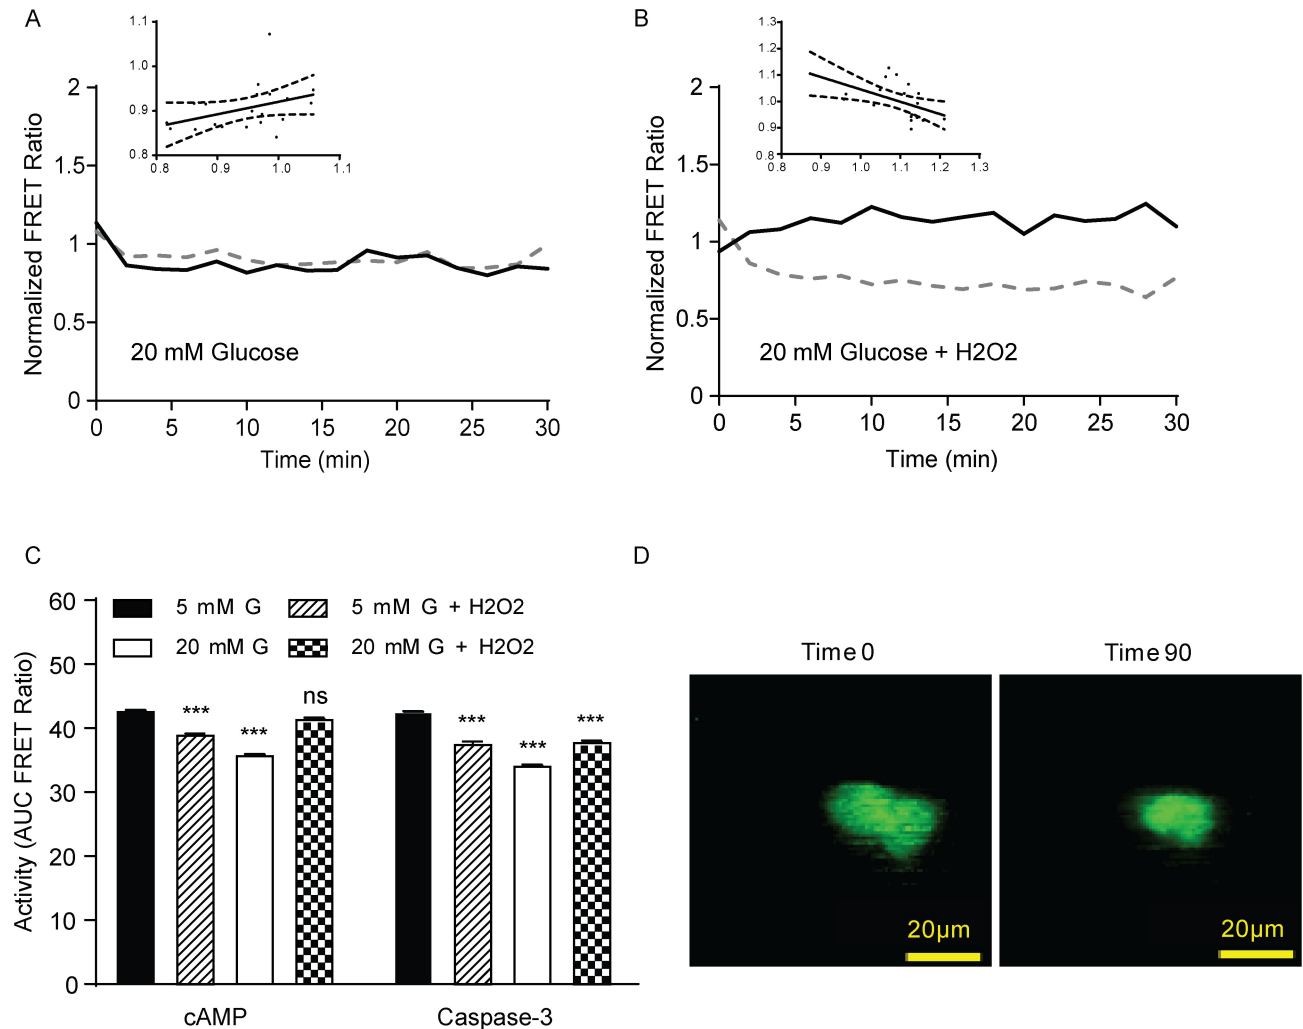 A
1.1
1.0
0.9
0.8
0.8 0.9 1.0 1.1
2
1.5
1
0.5
0
Normalized FRET Ratio
20 mM Glucose
0 5 10 15 20 25 30
Time (min)
B
1.3
1.2
1.1
1.0
0.9
0.8
0.8 0.9 1.0 1.1 1.2 1.3
2
1.5
1
0.5
0
Normalized FRET Ratio
20 mM Glucose + H2O2
0 5 10 15 20 25 30
Time (min)
C
60
50
40
30
20
10
0
Activity (AUC FRET Ratio)
5 mM G
5 mM G + H2O2
20 mM G
20 mM G + H2O2
***
***
ns
***
***
***
cAMP
Caspase-3
D
Time 0
Time 90
20µm
20µm